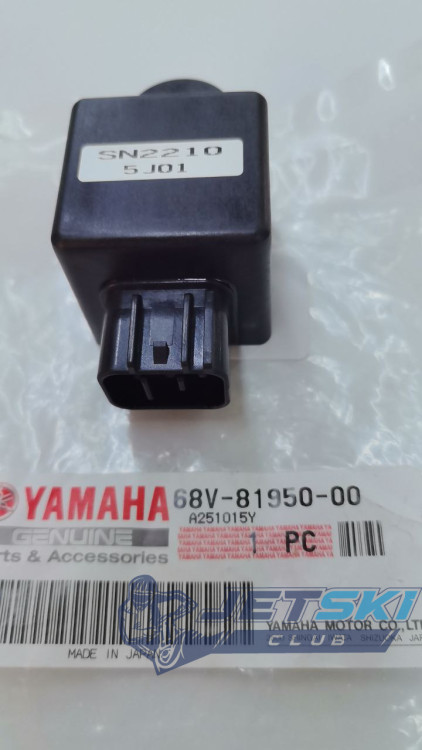 SN2210
5J01
YAMAHA 68V-81950-00
A251015Y
GENUINE
Parts & Accessories
1 PC
JETSKI
CLUB
YAMAHA MOTOR CO.,LTD.
MADE IN JAPAN
SHIZUOKA